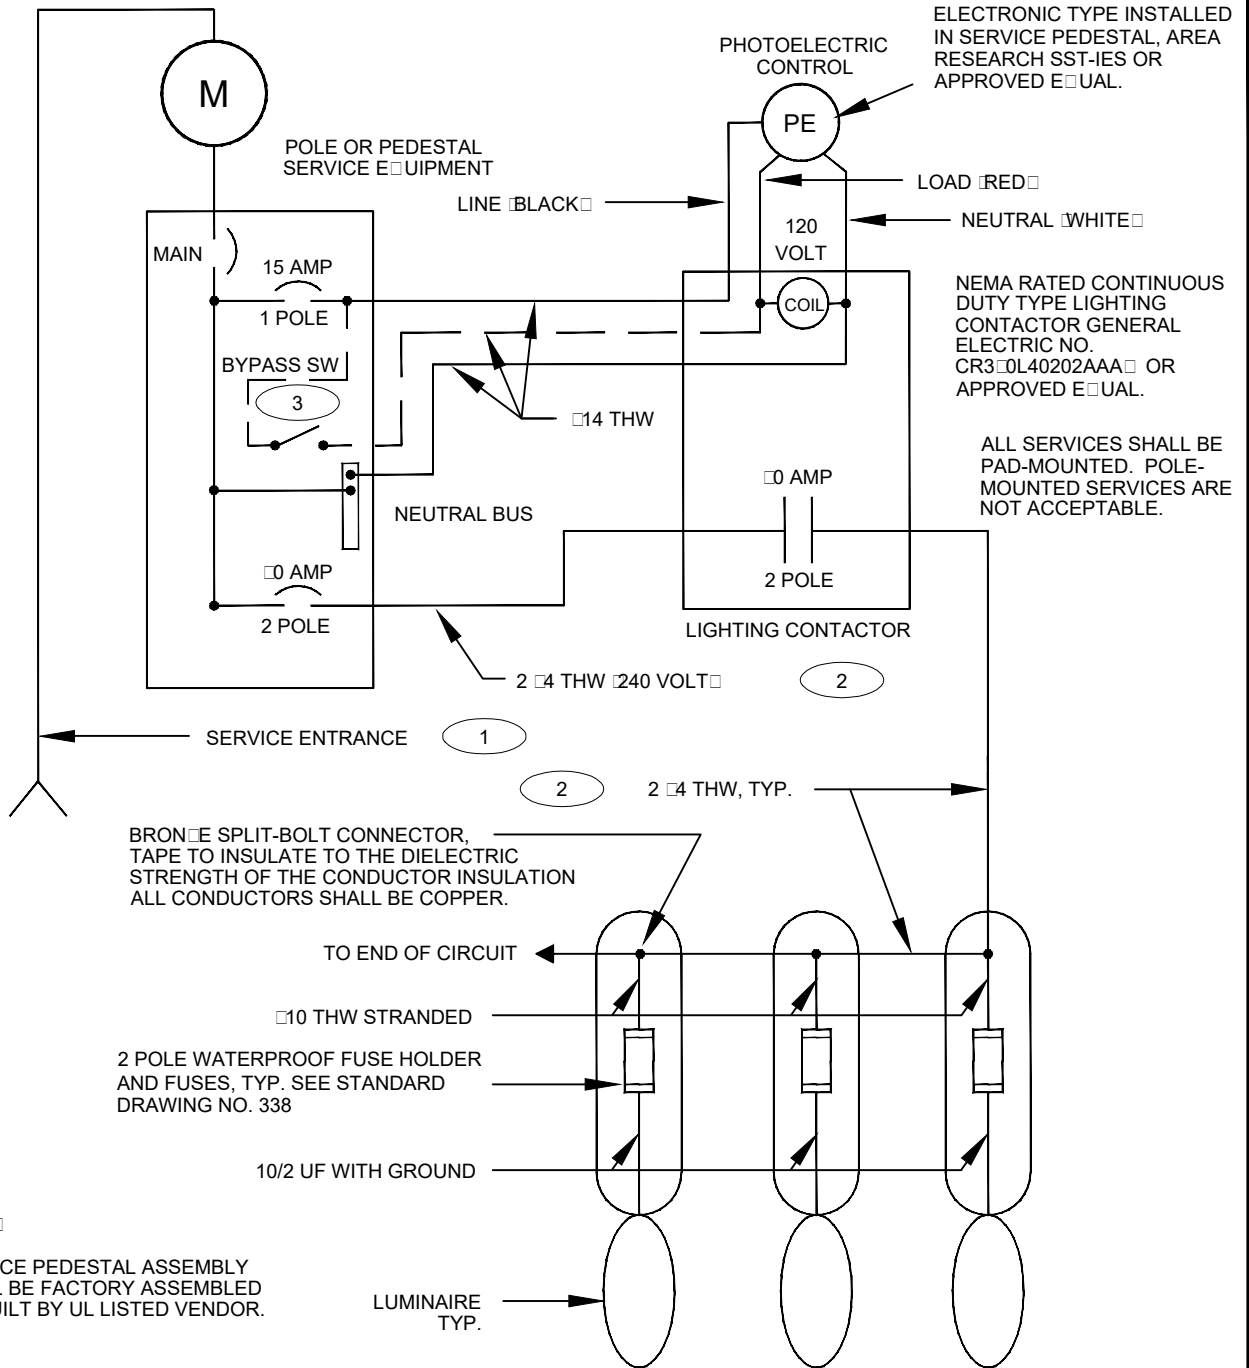 ELECTRONIC TYPE INSTALLED
IN SERVICE PEDESTAL, AREA
RESEARCH SST-IES OR
APPROVED E□UAL.
PHOTOELECTRIC
CONTROL
M
PE
POLE OR PEDESTAL
SERVICE E□UIPMENT
LOAD □RED□
LINE □BLACK□
NEUTRAL □WHITE□
120
VOLT
MAIN
15 AMP
1 POLE
COIL
NEMA RATED CONTINUOUS
DUTY TYPE LIGHTING
CONTACTOR GENERAL
ELECTRIC NO.
CR3□0L40202AAA□ OR
APPROVED E□UAL.
BYPASS SW
3
□14 THW
ALL SERVICES SHALL BE
PAD-MOUNTED. POLE-
MOUNTED SERVICES ARE
NOT ACCEPTABLE.
□0 AMP
2 POLE
NEUTRAL BUS
□0 AMP
2 POLE
LIGHTING CONTACTOR
2 □4 THW □240 VOLT□
2
SERVICE ENTRANCE
1
2
2 □4 THW, TYP.
BRON□E SPLIT-BOLT CONNECTOR,
TAPE TO INSULATE TO THE DIELECTRIC
STRENGTH OF THE CONDUCTOR INSULATION
ALL CONDUCTORS SHALL BE COPPER.
TO END OF CIRCUIT
□10 THW STRANDED
2 POLE WATERPROOF FUSE HOLDER
AND FUSES, TYP. SEE STANDARD
DRAWING NO. 338
10/2 UF WITH GROUND
CE PEDESTAL ASSEMBLY
BE FACTORY ASSEMBLED
BY UL LISTED VENDOR.
LUMINAIRE
TYP.